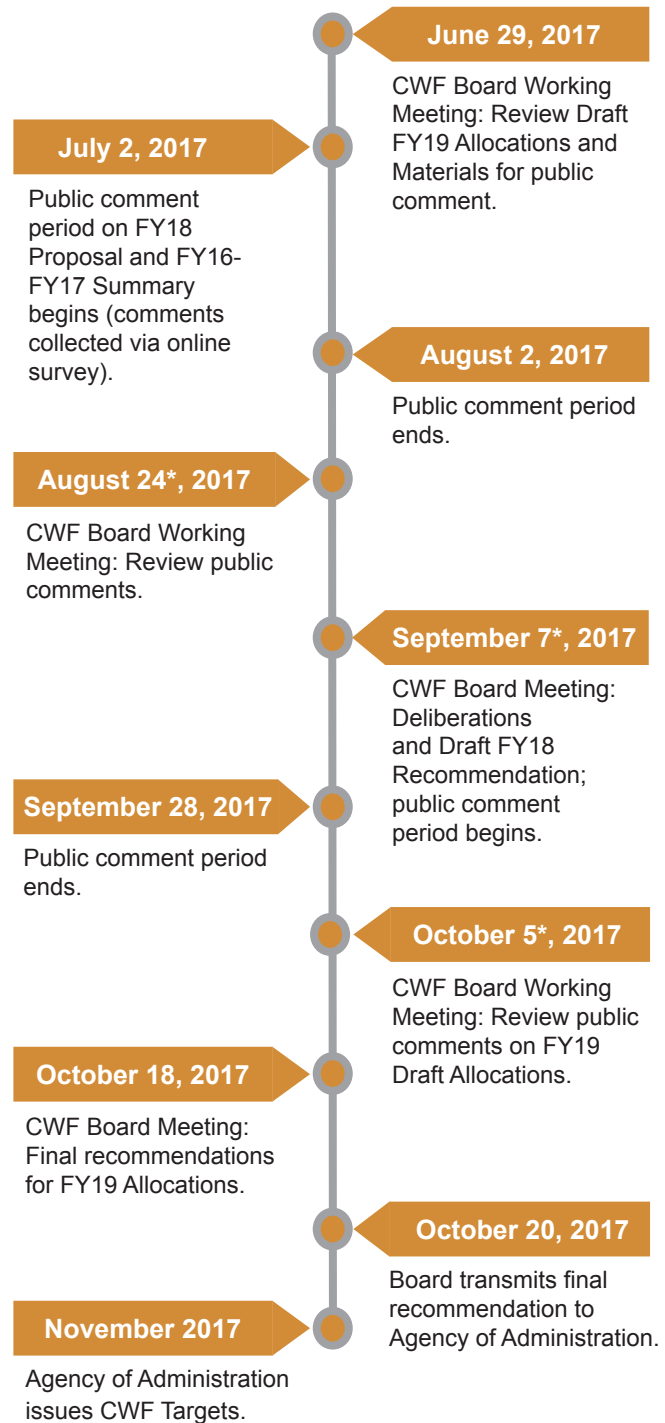 June 29, 2017
CWF Board Working
Meeting: Review Draft
FY19 Allocations and
Materials for public
comment.
July 2, 2017
Public comment
period on FY18
Proposal and FY16-
FY17 Summary
begins (comments
collected via online
survey).
August 2, 2017
Public comment period
ends.
August 24*, 2017
CWF Board Working
Meeting: Review public
comments.
September 7*, 2017
CWF Board Meeting:
Deliberations
and Draft FY18
Recommendation;
public comment
period begins.
September 28, 2017
Public comment period
ends.
October 5*, 2017
CWF Board Working
Meeting: Review public
comments on FY19
Draft Allocations.
October 18, 2017
CWF Board Meeting:
Final recommendations
for FY19 Allocations.
October 20, 2017
Board transmits final
recommendation to
Agency of Administration.
November 2017
Agency of Administration
issues CWF Targets.